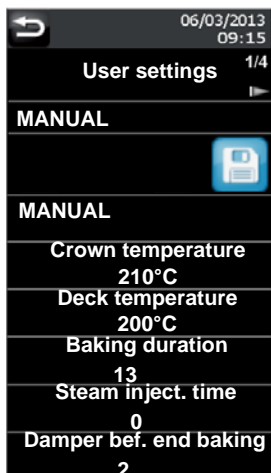 06/03/2013
09:15
User settings
1/4
MANUAL
MANUAL
Crown temperature
210°C
Deck temperature
200°C
Baking duration
13
Steam inject. time
0
Damper bef. end baking
2